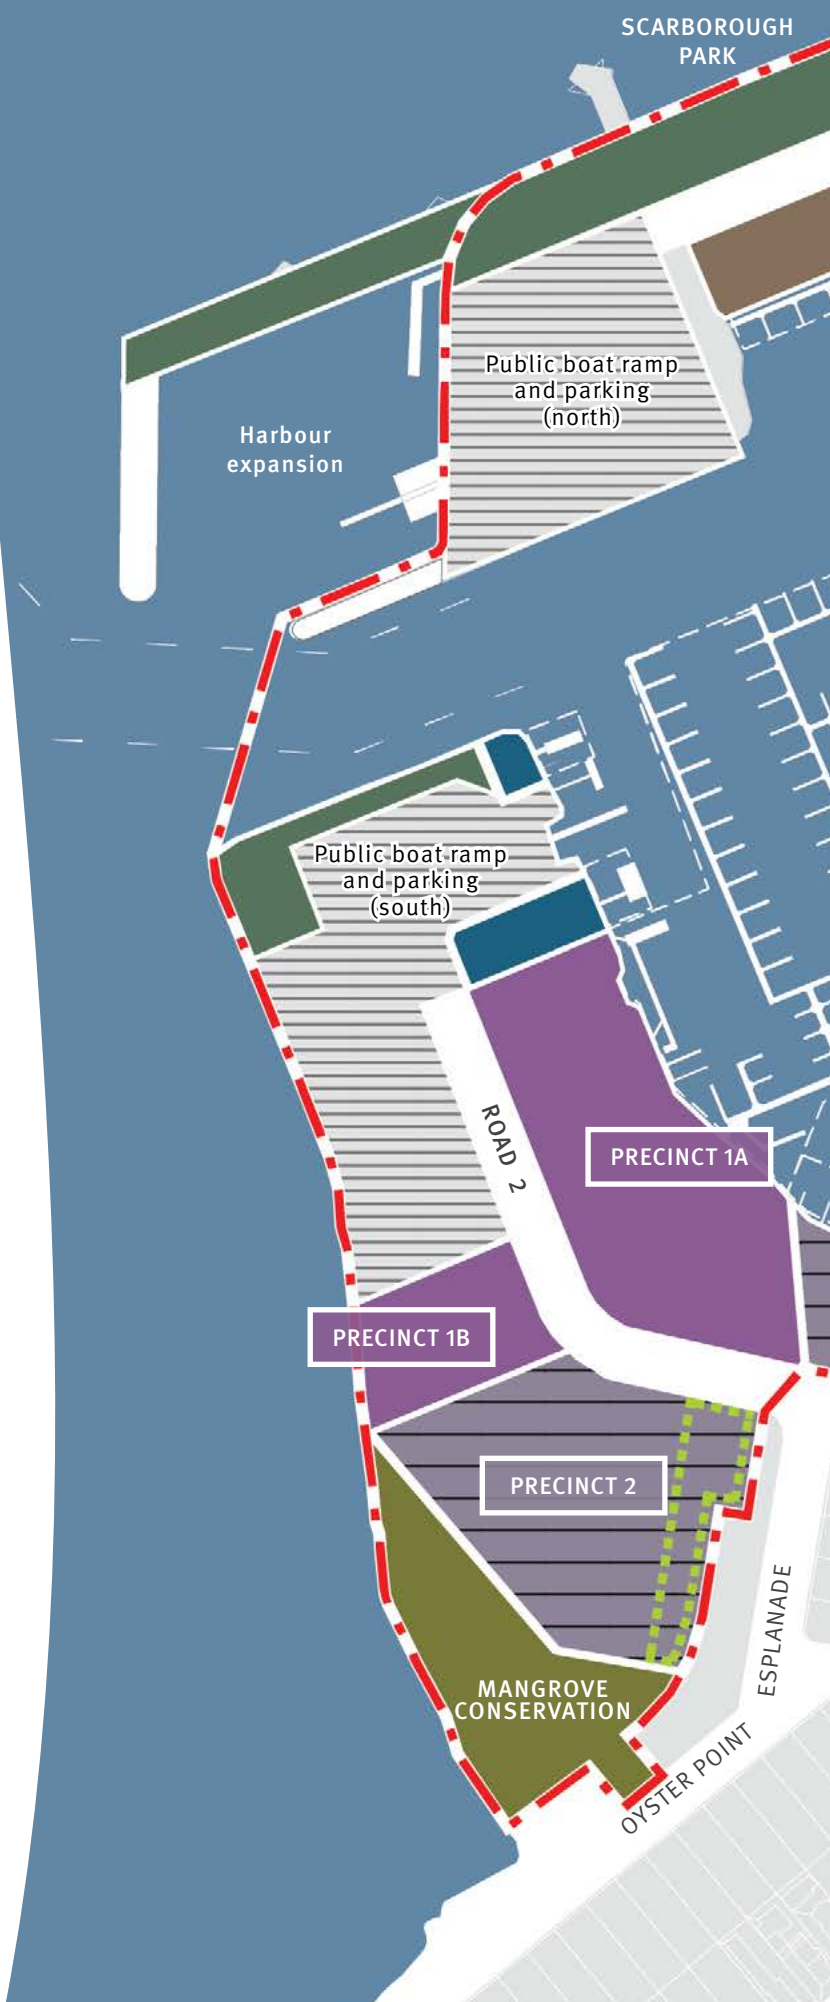 SCARBOROUGH
PARK
Public boat ramp
and parking
(north)
Harbour
expansion
Public boat ramp
and parking
(south)
ROAD 2
PRECINCT 1A
PRECINCT 1B
PRECINCT 2
ESPLANADE
MANGROVE
CONSERVATION
OYSTER POINT